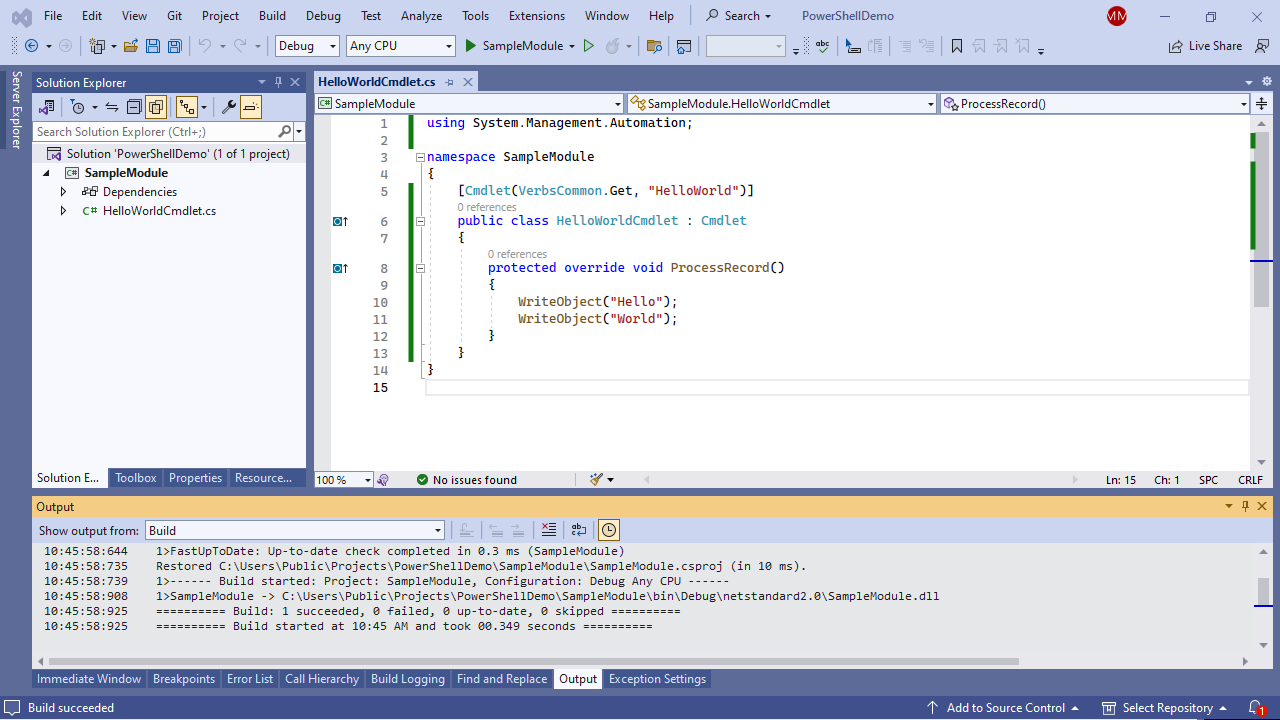 File Edit View Git Project Build Debug Test Analyze Tools Extensions Window Help Search PowerShellDemo MM
Debug Any CPU SampleModule Live Share
Server Explorer
Solution Explorer
Search Solution Explorer (Ctrl+;)
Solution 'PowerShellDemo' (1 of 1 project)
SampleModule
Dependencies
C# HelloWorldCmdlet.cs
Solution E... Toolbox Properties Resource...
HelloWorldCmdlet.cs
C# SampleModule SampleModule.HelloWorldCmdlet ProcessRecord()
1 using System.Management.Automation;
2
3 namespace SampleModule
4 {
5 [Cmdlet(VerbsCommon.Get, "HelloWorld")]
0 references
6 public class HelloWorldCmdlet : Cmdlet
7 {
0 references
8 protected override void ProcessRecord()
9 {
10 WriteObject("Hello");
11 WriteObject("World");
12 }
13 }
14 }
15
100 % No issues found Ln: 15 Ch: 1 SPC CRLF
Output
Show output from: Build
10:45:58:644 1>FastUpToDate: Up-to-date check completed in 0.3 ms (SampleModule)
10:45:58:735 Restored C:\Users\Public\Projects\PowerShellDemo\SampleModule\SampleModule.csproj (in 10 ms).
10:45:58:739 1>------ Build started: Project: SampleModule, Configuration: Debug Any CPU ------
10:45:58:908 1>SampleModule -> C:\Users\Public\Projects\PowerShellDemo\SampleModule\bin\Debug\netstandard2.0\SampleModule.dll
10:45:58:925 ========== Build: 1 succeeded, 0 failed, 0 up-to-date, 0 skipped ==========
10:45:58:925 ========== Build started at 10:45 AM and took 00.349 seconds ==========
Immediate Window Breakpoints Error List Call Hierarchy Build Logging Find and Replace Output Exception Settings
Build succeeded Add to Source Control Select Repository 1